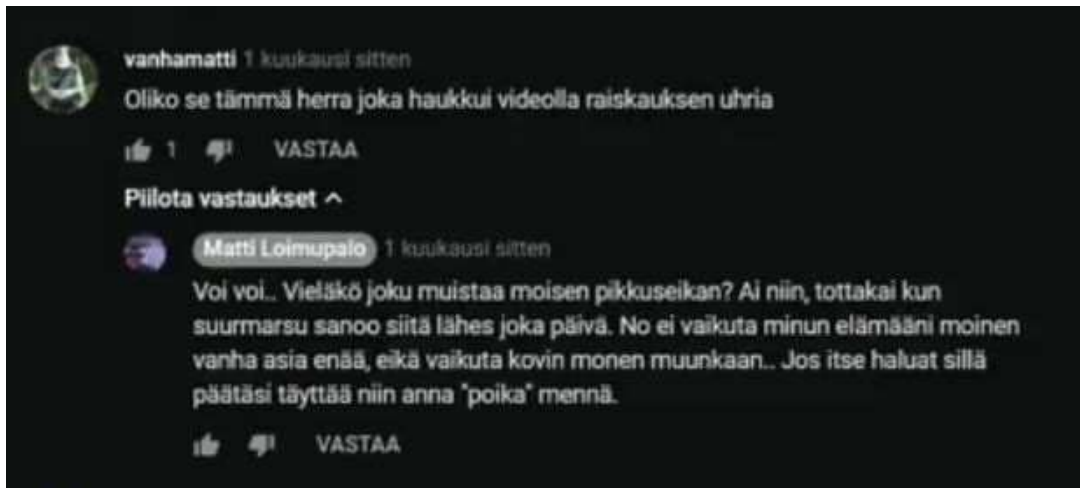 vanhamatti 1 kuukausi sitten
Oliko se tämmä herra joka haukkui videolla raiskauksen uhria
1 VASTAA
Piilota vastaukset
Matti Loimupalo 1 kuukausi sitten
Voi voi.. Vieläkö joku muistaa moisen pikkuseikan? Ai niin, tottakai kun
suurmarsu sanoo siitä lähes joka päivä. No ei vaikuta minun elämääni moinen
vanha asia enää, eikä vaikuta kovin monen muunkaan.. Jos itse haluat sillä
päätäsi täyttää niin anna "poika" mennä.
VASTAA